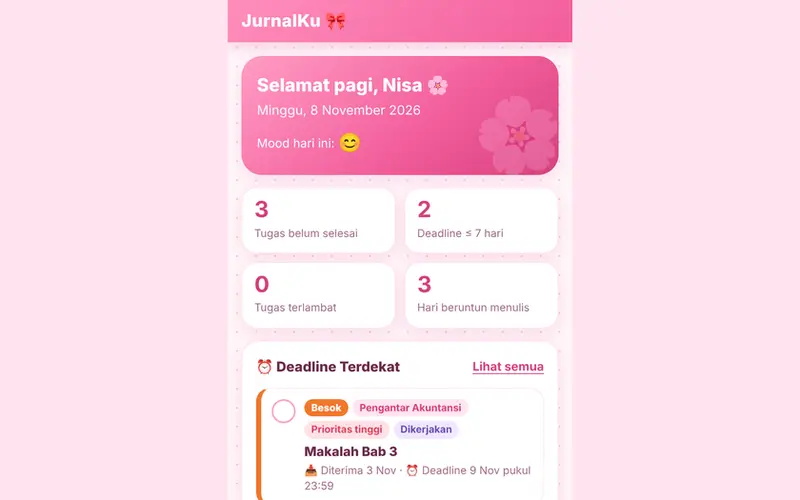 JurnalKu 🎀
Selamat pagi, Nisa 🌸
Minggu, 8 November 2026
Mood hari ini: 😊
3
Tugas belum selesai
2
Deadline ≤ 7 hari
0
Tugas terlambat
3
Hari beruntun menulis
⏰ Deadline Terdekat
Lihat semua
Besok
Pengantar Akuntansi
Prioritas tinggi
Dikerjakan
Makalah Bab 3
📥 Diterima 3 Nov · ⏰ Deadline 9 Nov pukul
23:59